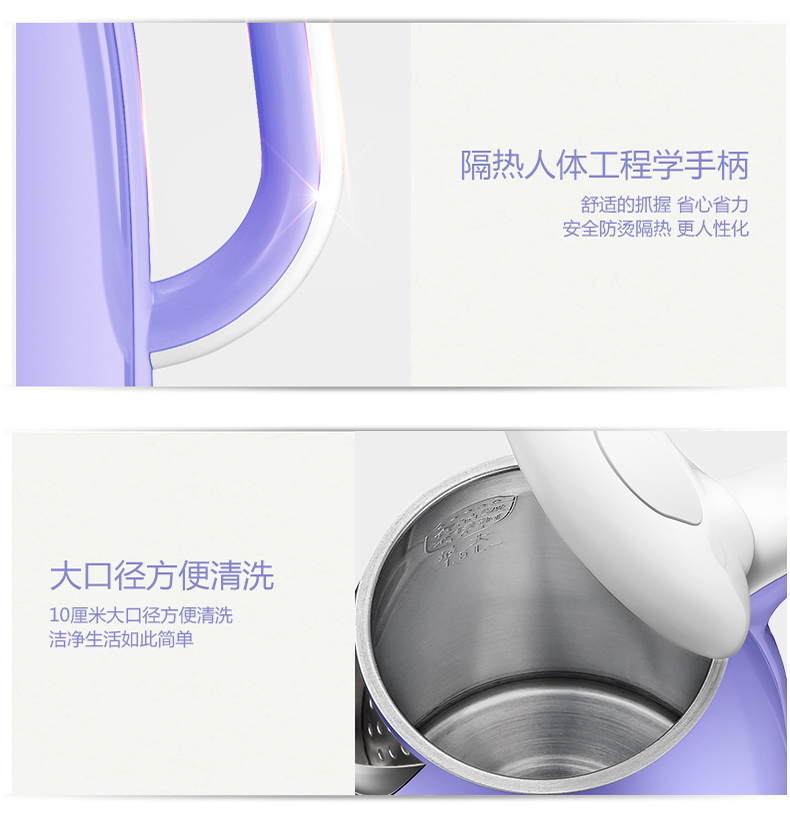 隔热人体工程学手柄
舒适的抓握 省心省力
安全防烫隔热 更人性化
大口径方便清洗
10厘米大口径方便清洗
洁净生活如此简单